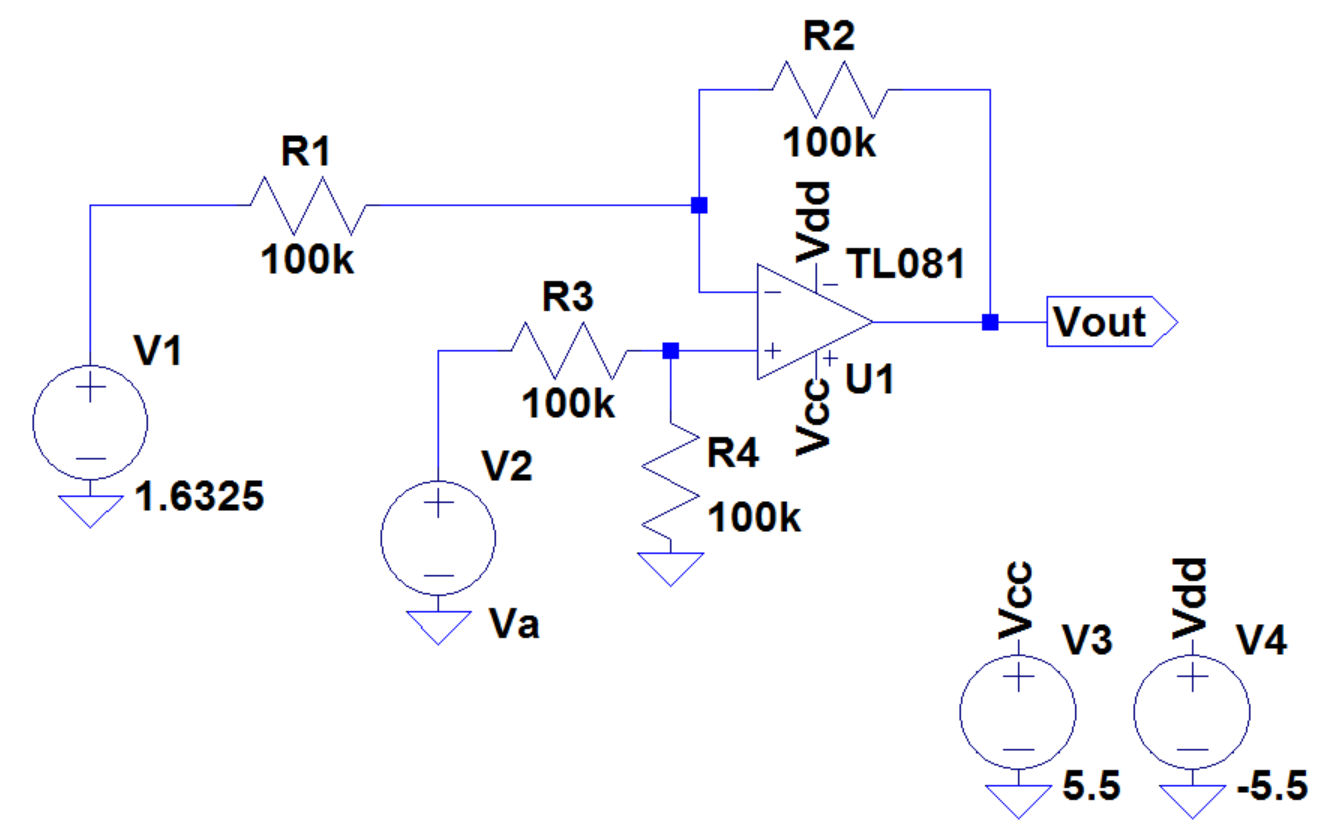 R2
100k
R1
100k
Vdd
TL081
R3
100k
Vout
V1
1.6325
U1
Vcc
R4
100k
V2
Va
Vcc
V3
5.5
Vdd
V4
-5.5